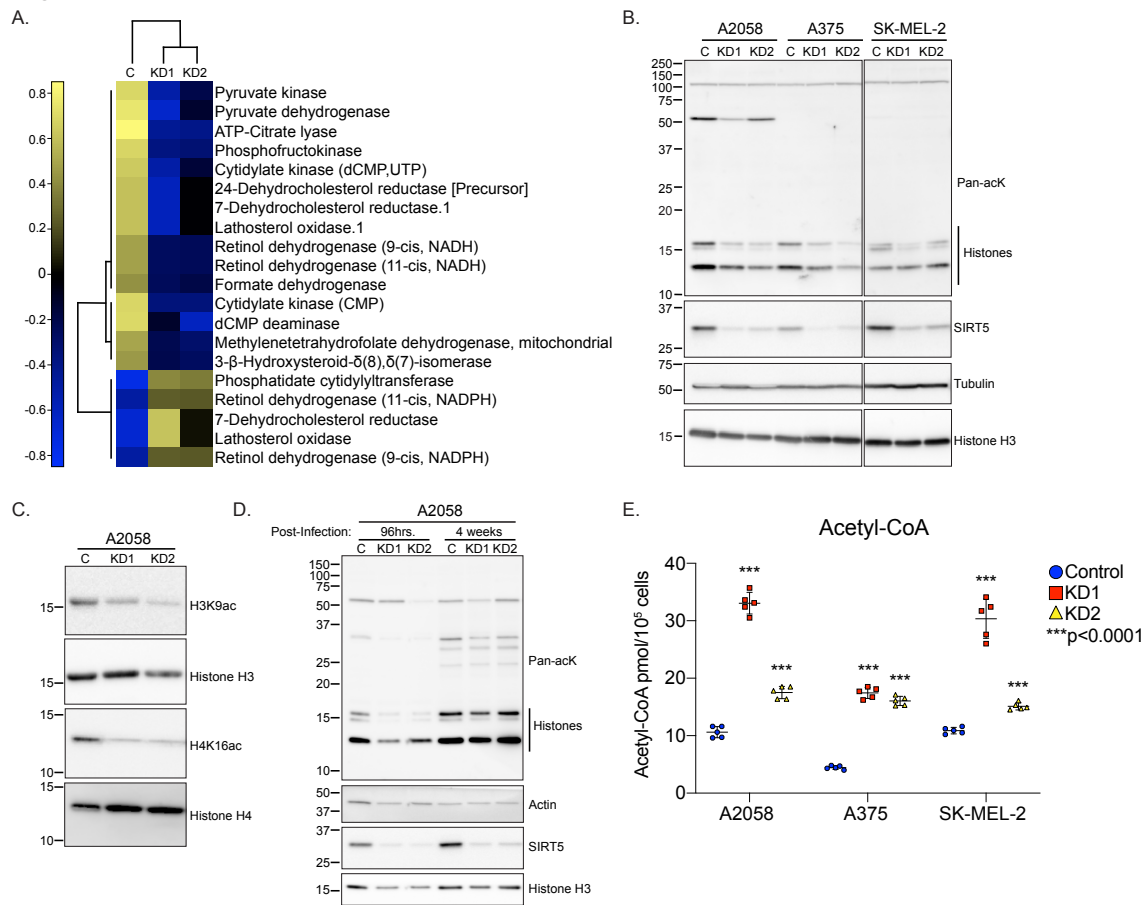 A.
C KD1 KD2
0.8
0.6
0.4
0.2
0
-0.2
-0.4
-0.6
-0.8
Pyruvate kinase
Pyruvate dehydrogenase
ATP-Citrate lyase
Phosphofructokinase
Cytidylate kinase (dCMP,UTP)
24-Dehydrocholesterol reductase [Precursor]
7-Dehydrocholesterol reductase.1
Lathosterol oxidase.1
Retinol dehydrogenase (9-cis, NADH)
Retinol dehydrogenase (11-cis, NADH)
Formate dehydrogenase
Cytidylate kinase (CMP)
dCMP deaminase
Methylenetetrahydrofolate dehydrogenase, mitochondrial
3-β-Hydroxysteroid-δ(8),δ(7)-isomerase
Phosphatidate cytidylyltransferase
Retinol dehydrogenase (11-cis, NADPH)
7-Dehydrocholesterol reductase
Lathosterol oxidase
Retinol dehydrogenase (9-cis, NADPH)
B.
A2058 A375 SK-MEL-2
C KD1 KD2 C KD1 KD2 C KD1 KD2
250
150
100
75
50
37
25
20
15
10
Pan-acK
Histones
37
25
SIRT5
75
50
Tubulin
15
Histone H3
C.
A2058
C KD1 KD2
15
H3K9ac
15
Histone H3
15
10
H4K16ac
10
Histone H4
D.
A2058
Post-Infection: 96hrs. 4 weeks
C KD1 KD2 C KD1 KD2
150
100
75
50
37
25
20
15
10
Pan-acK
Histones
50
37
Actin
37
25
SIRT5
15
Histone H3
E.
Acetyl-CoA
Acetyl-CoA pmol/10⁵ cells
40
30
20
10
0
***
***
***
***
***
***
A2058 A375 SK-MEL-2
Control
KD1
KD2
***p<0.0001